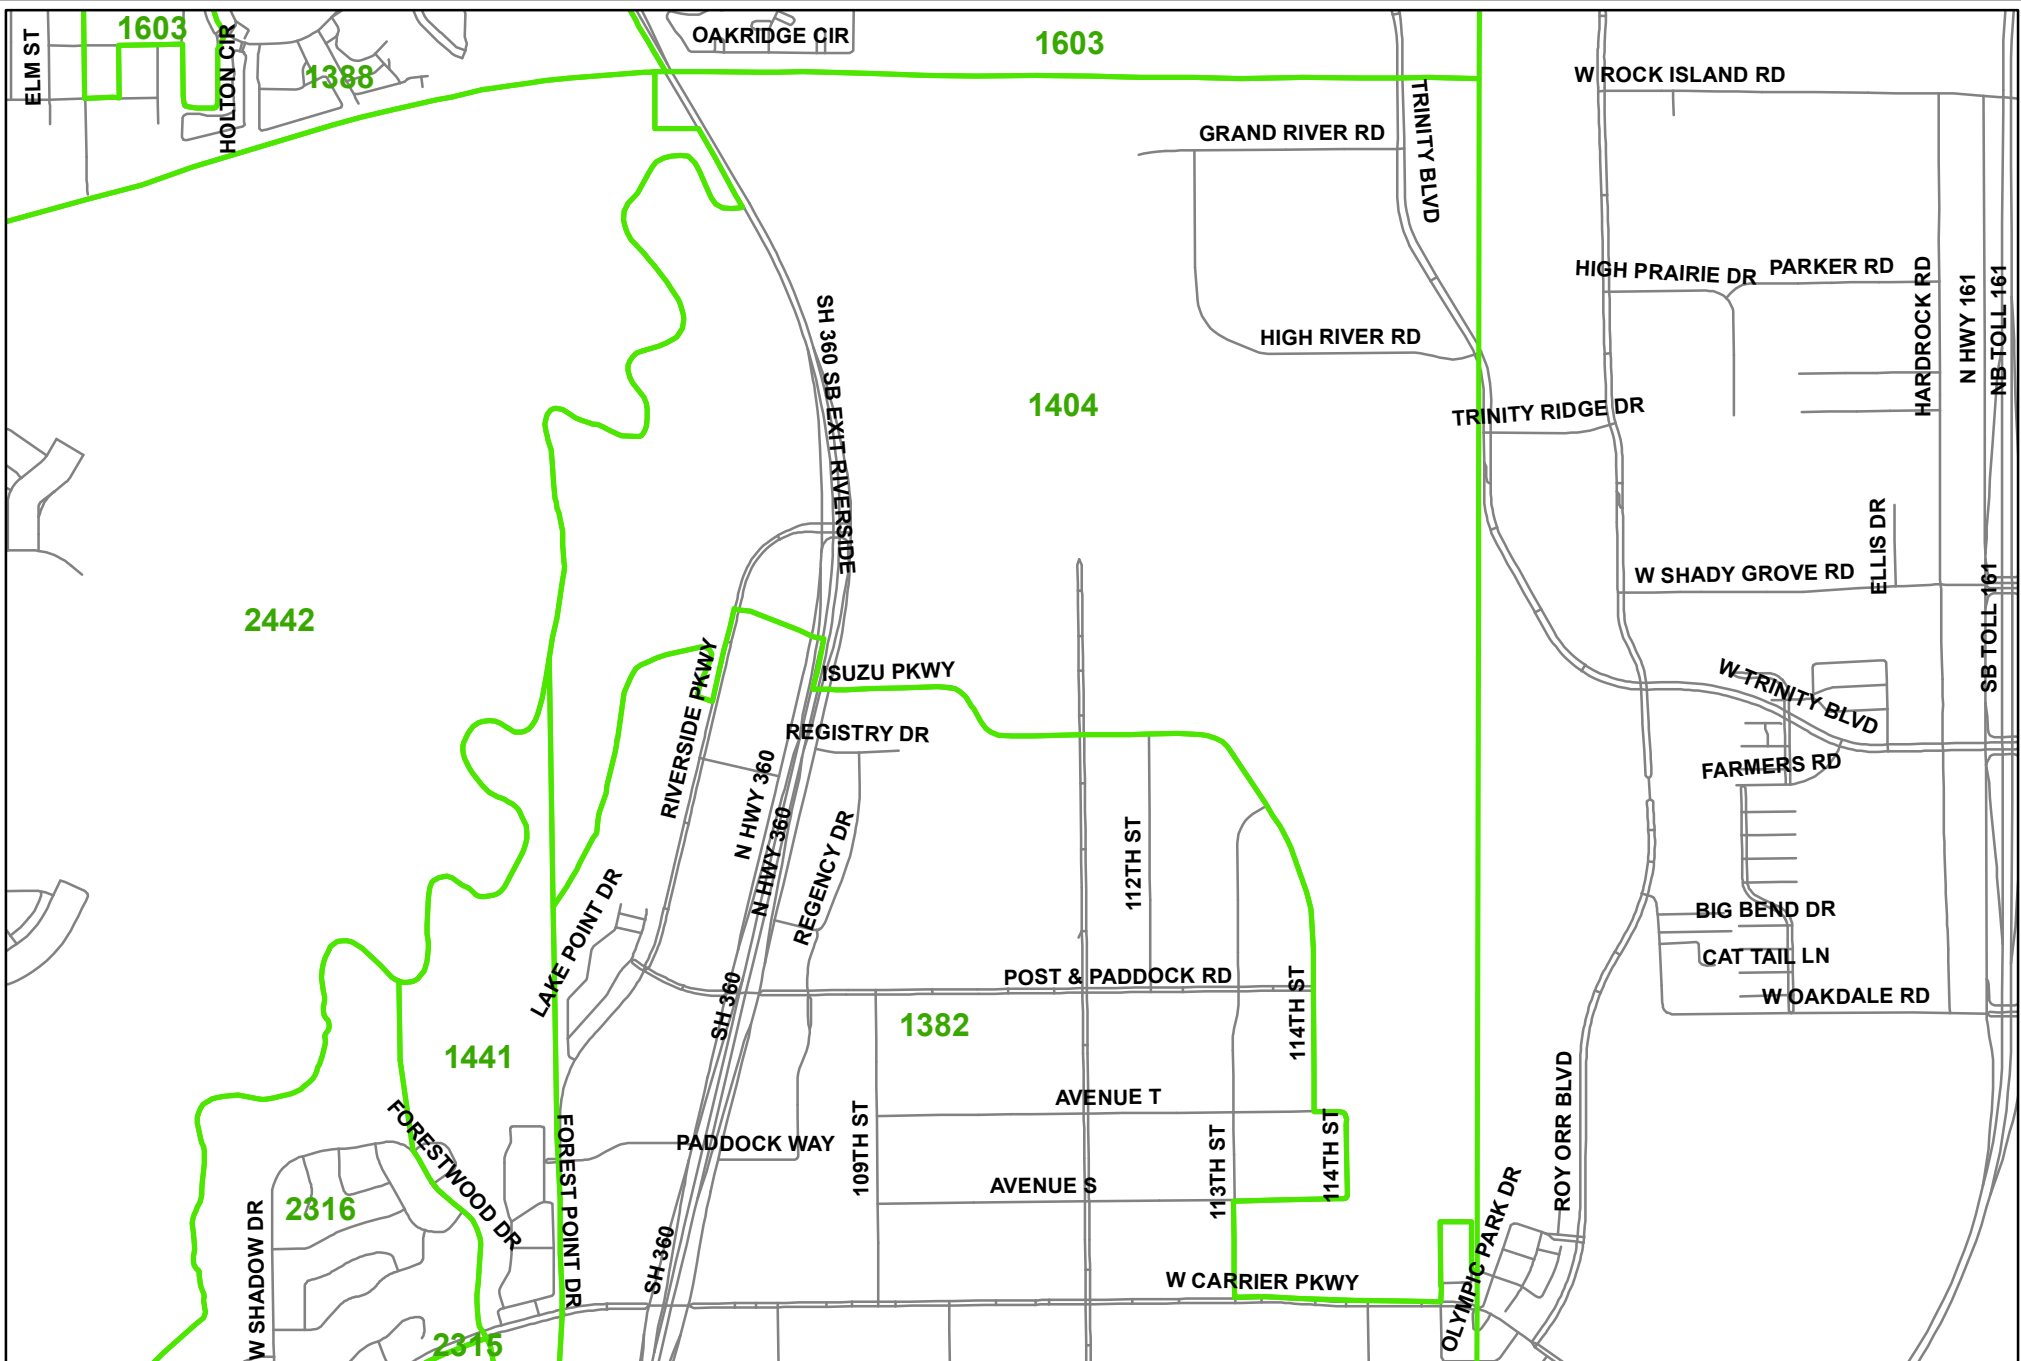 1603
OAKRIDGE CIR
1603
ELM ST
HOLTON CIR
1388
W ROCK ISLAND RD
GRAND RIVER RD
TRINITY BLVD
HIGH PRAIRIE DR
PARKER RD
HARDROCK RD
N HWY 161
NB TOLL 161
SH 360 SB EXIT RIVERSIDE
HIGH RIVER RD
1404
TRINITY RIDGE DR
ELLIS DR
W SHADY GROVE RD
SB TOLL 161
2442
RIVERSIDE PKWY
ISUZU PKWY
W TRINITY BLVD
REGISTRY DR
FARMERS RD
N HWY 360
N HWY 360
REGENCY DR
112TH ST
LAKE POINT DR
BIG BEND DR
CAT TAIL LN
POST & PADDOCK RD
W OAKDALE RD
SH 360
114TH ST
1382
1441
AVENUE T
FORESTWOOD DR
FOREST POINT DR
PADDOCK WAY
109TH ST
113TH ST
114TH ST
ROY ORR BLVD
AVENUE S
2316
W SHADOW DR
SH 360
OLYMPIC PARK DR
W CARRIER PKWY
2315